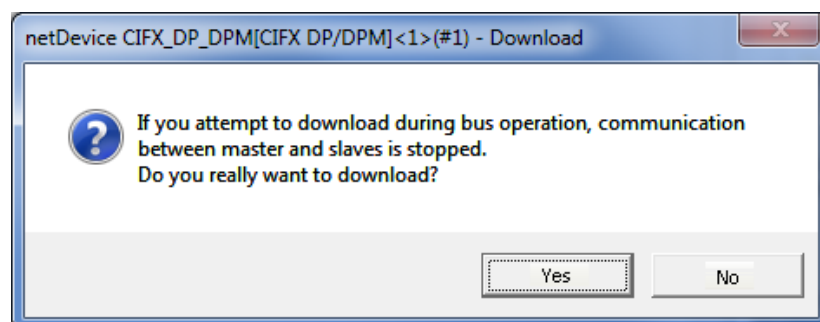 netDevice CIFX_DP_DPM[CIFX DP/DPM]<1>(#1) - Download
If you attempt to download during bus operation, communication
between master and slaves is stopped.
Do you really want to download?
Yes
No